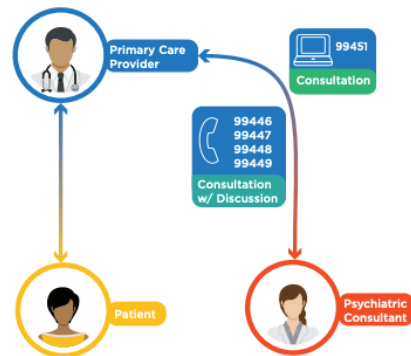 Primary Care
Provider
99451
Consultation
99446
99447
99448
99449
Consultation
w/ Discussion
Patient
Psychiatric
Consultant